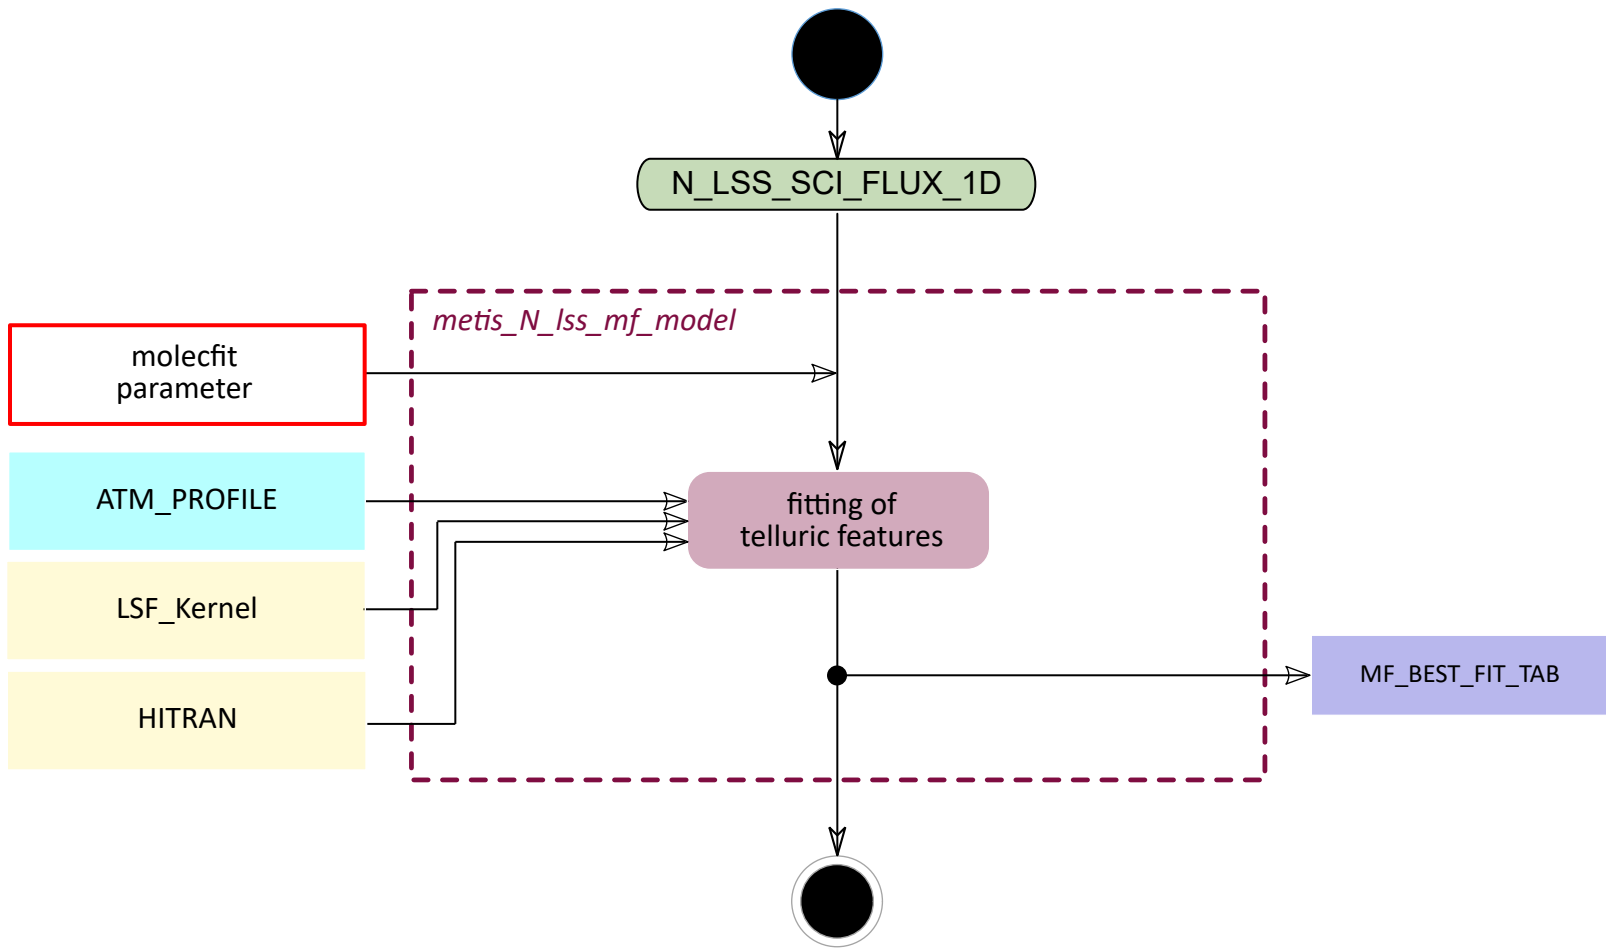 N_LSS_SCI_FLUX_1D
metis_N_lss_mf_model
molecfit
parameter
ATM_PROFILE
fitting of
telluric features
LSF_Kernel
HITRAN
MF_BEST_FIT_TAB